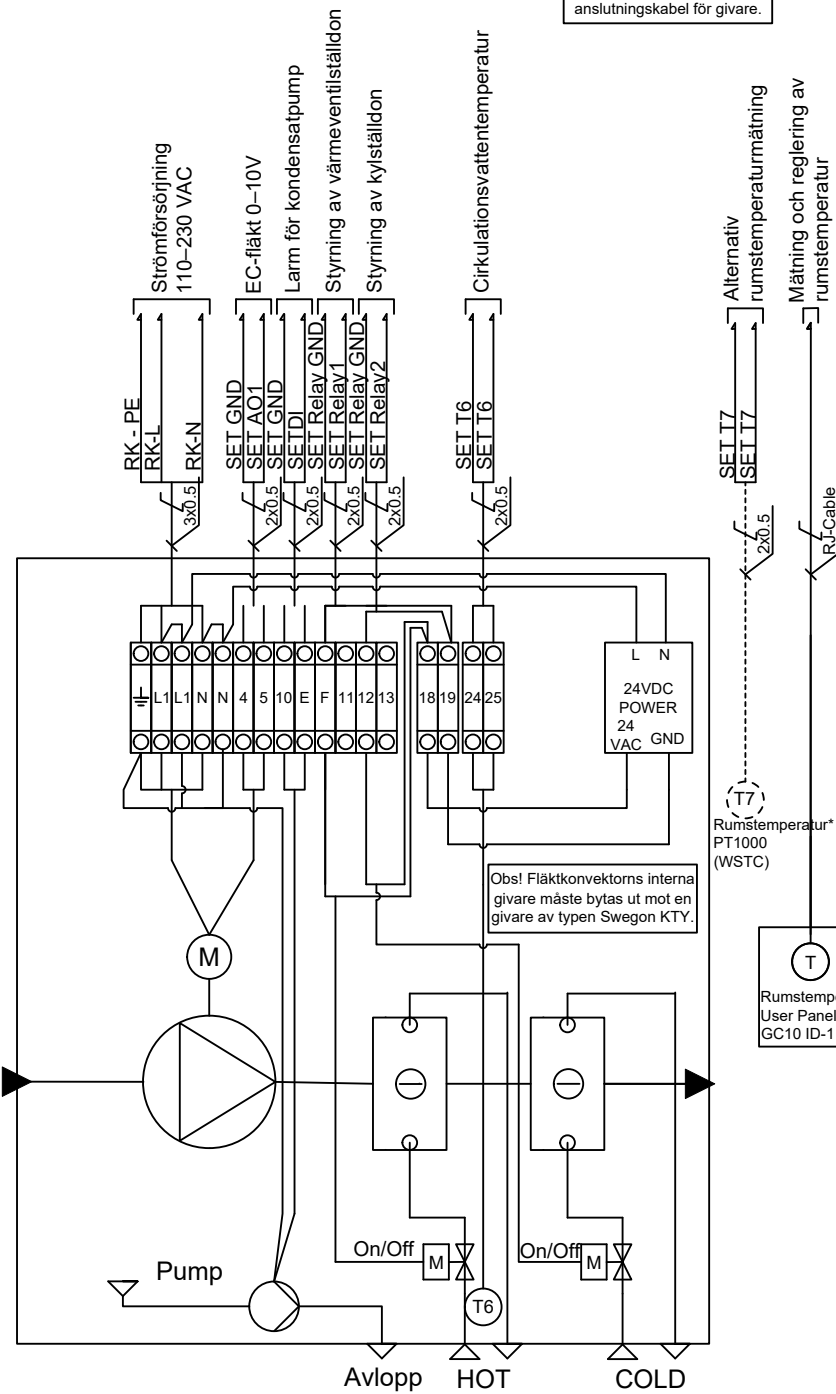 anslutningskabel för givare.
Strömförsörjning
110–230 VAC
EC-fläkt 0–10V
Larm för kondensatpump
Styrning av värmeventilställdon
Styrning av kylställdon
Cirkulationsvattentemperatur
Alternativ
rumstemperaturmätning
Mätning och reglering av
rumstemperatur
RK - PE
RK-L
RK-N
SET GND
SET AO1
SET GND
SET DI
SET Relay GND
SET Relay1
SET Relay GND
SET Relay2
SET T6
SET T6
SET T7
SET T7
3x0.5
2x0.5
2x0.5
2x0.5
2x0.5
2x0.5
2x0.5
RJ-Cable
L1 L1 N N 4 5 10 E F 11 12 13 18 19 24 25
L N
24VDC
POWER
24
VAC GND
T7
Rumstemperatur*
PT1000
(WSTC)
Obs! Fläktkonvektorns interna
givare måste bytas ut mot en
givare av typen Swegon KTY.
M
T
User Panel
GC10 ID-1
On/Off M
On/Off M
Pump
T6
Avlopp HOT COLD